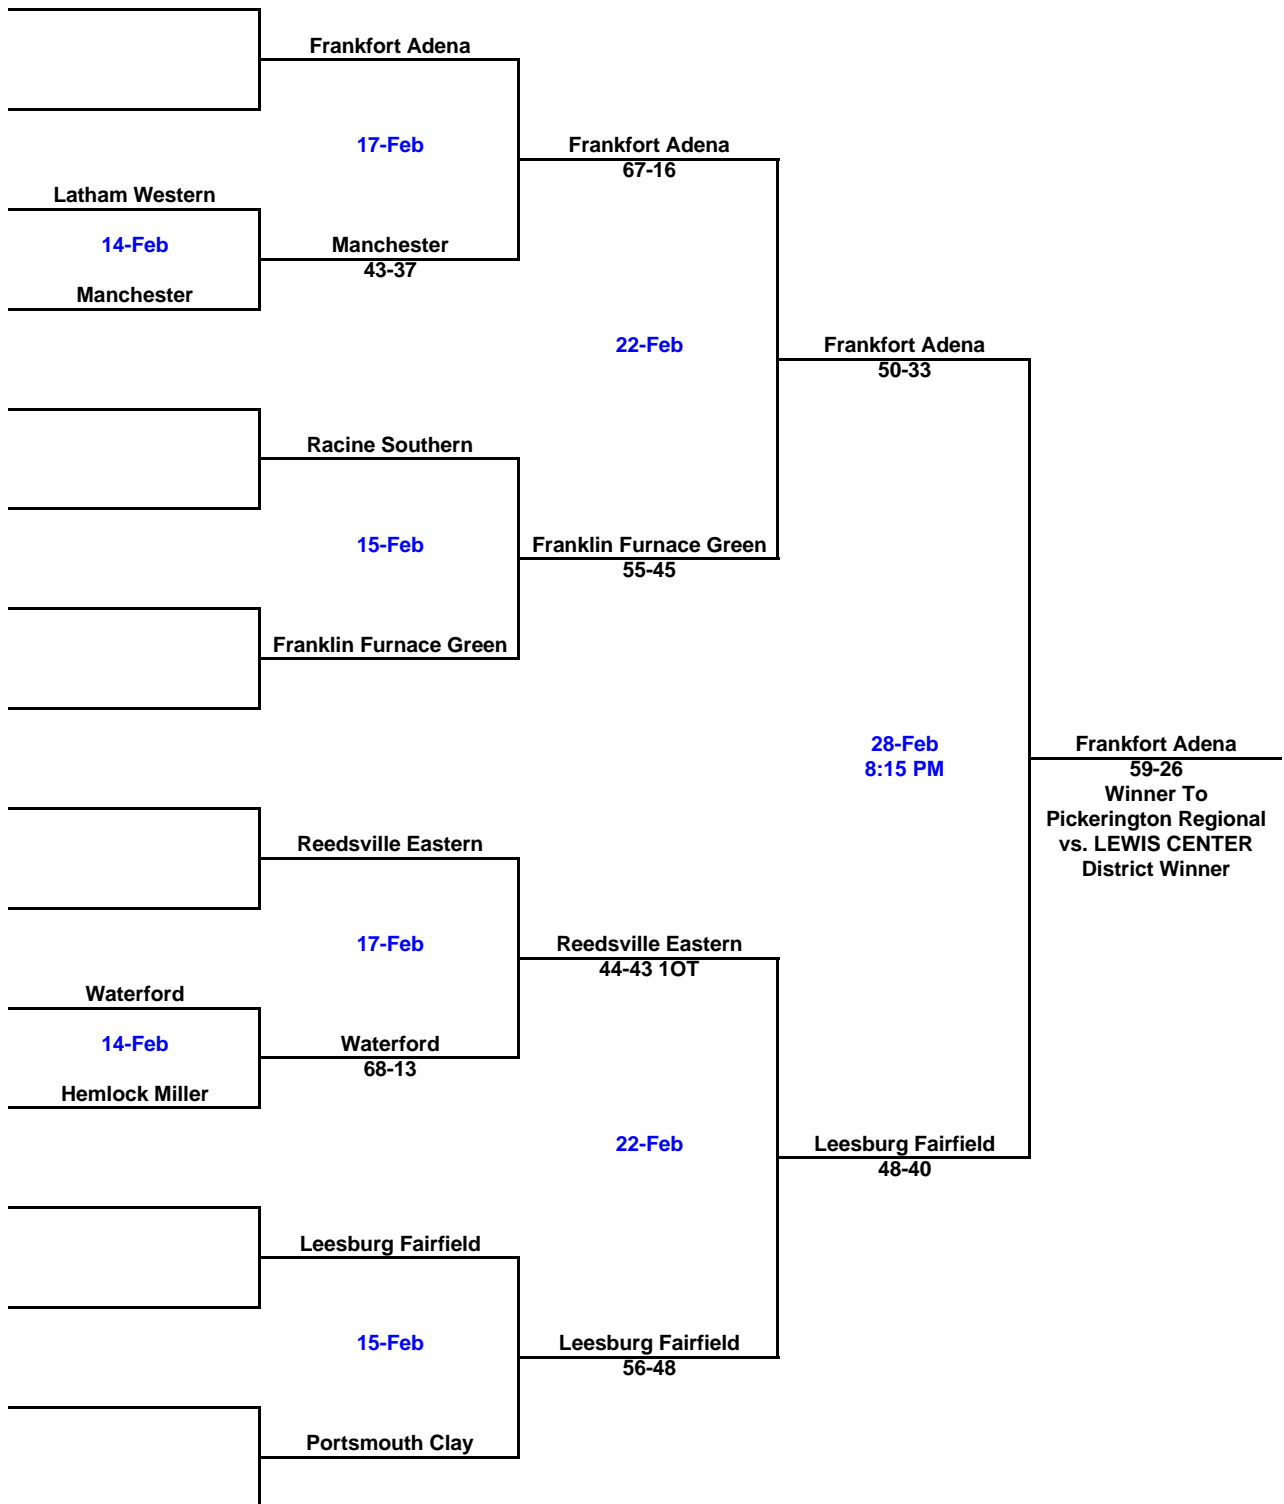 Frankfort Adena
17-Feb
Frankfort Adena
67-16
Latham Western
14-Feb
Manchester
43-37
Manchester
22-Feb
Frankfort Adena
50-33
Racine Southern
15-Feb
Franklin Furnace Green
55-45
Franklin Furnace Green
28-Feb
8:15 PM
Frankfort Adena
59-26
Winner To
Pickerington Regional
vs. LEWIS CENTER
District Winner
Reedsville Eastern
17-Feb
Reedsville Eastern
44-43 1OT
Waterford
14-Feb
Waterford
68-13
Hemlock Miller
22-Feb
Leesburg Fairfield
48-40
Leesburg Fairfield
15-Feb
Leesburg Fairfield
56-48
Portsmouth Clay